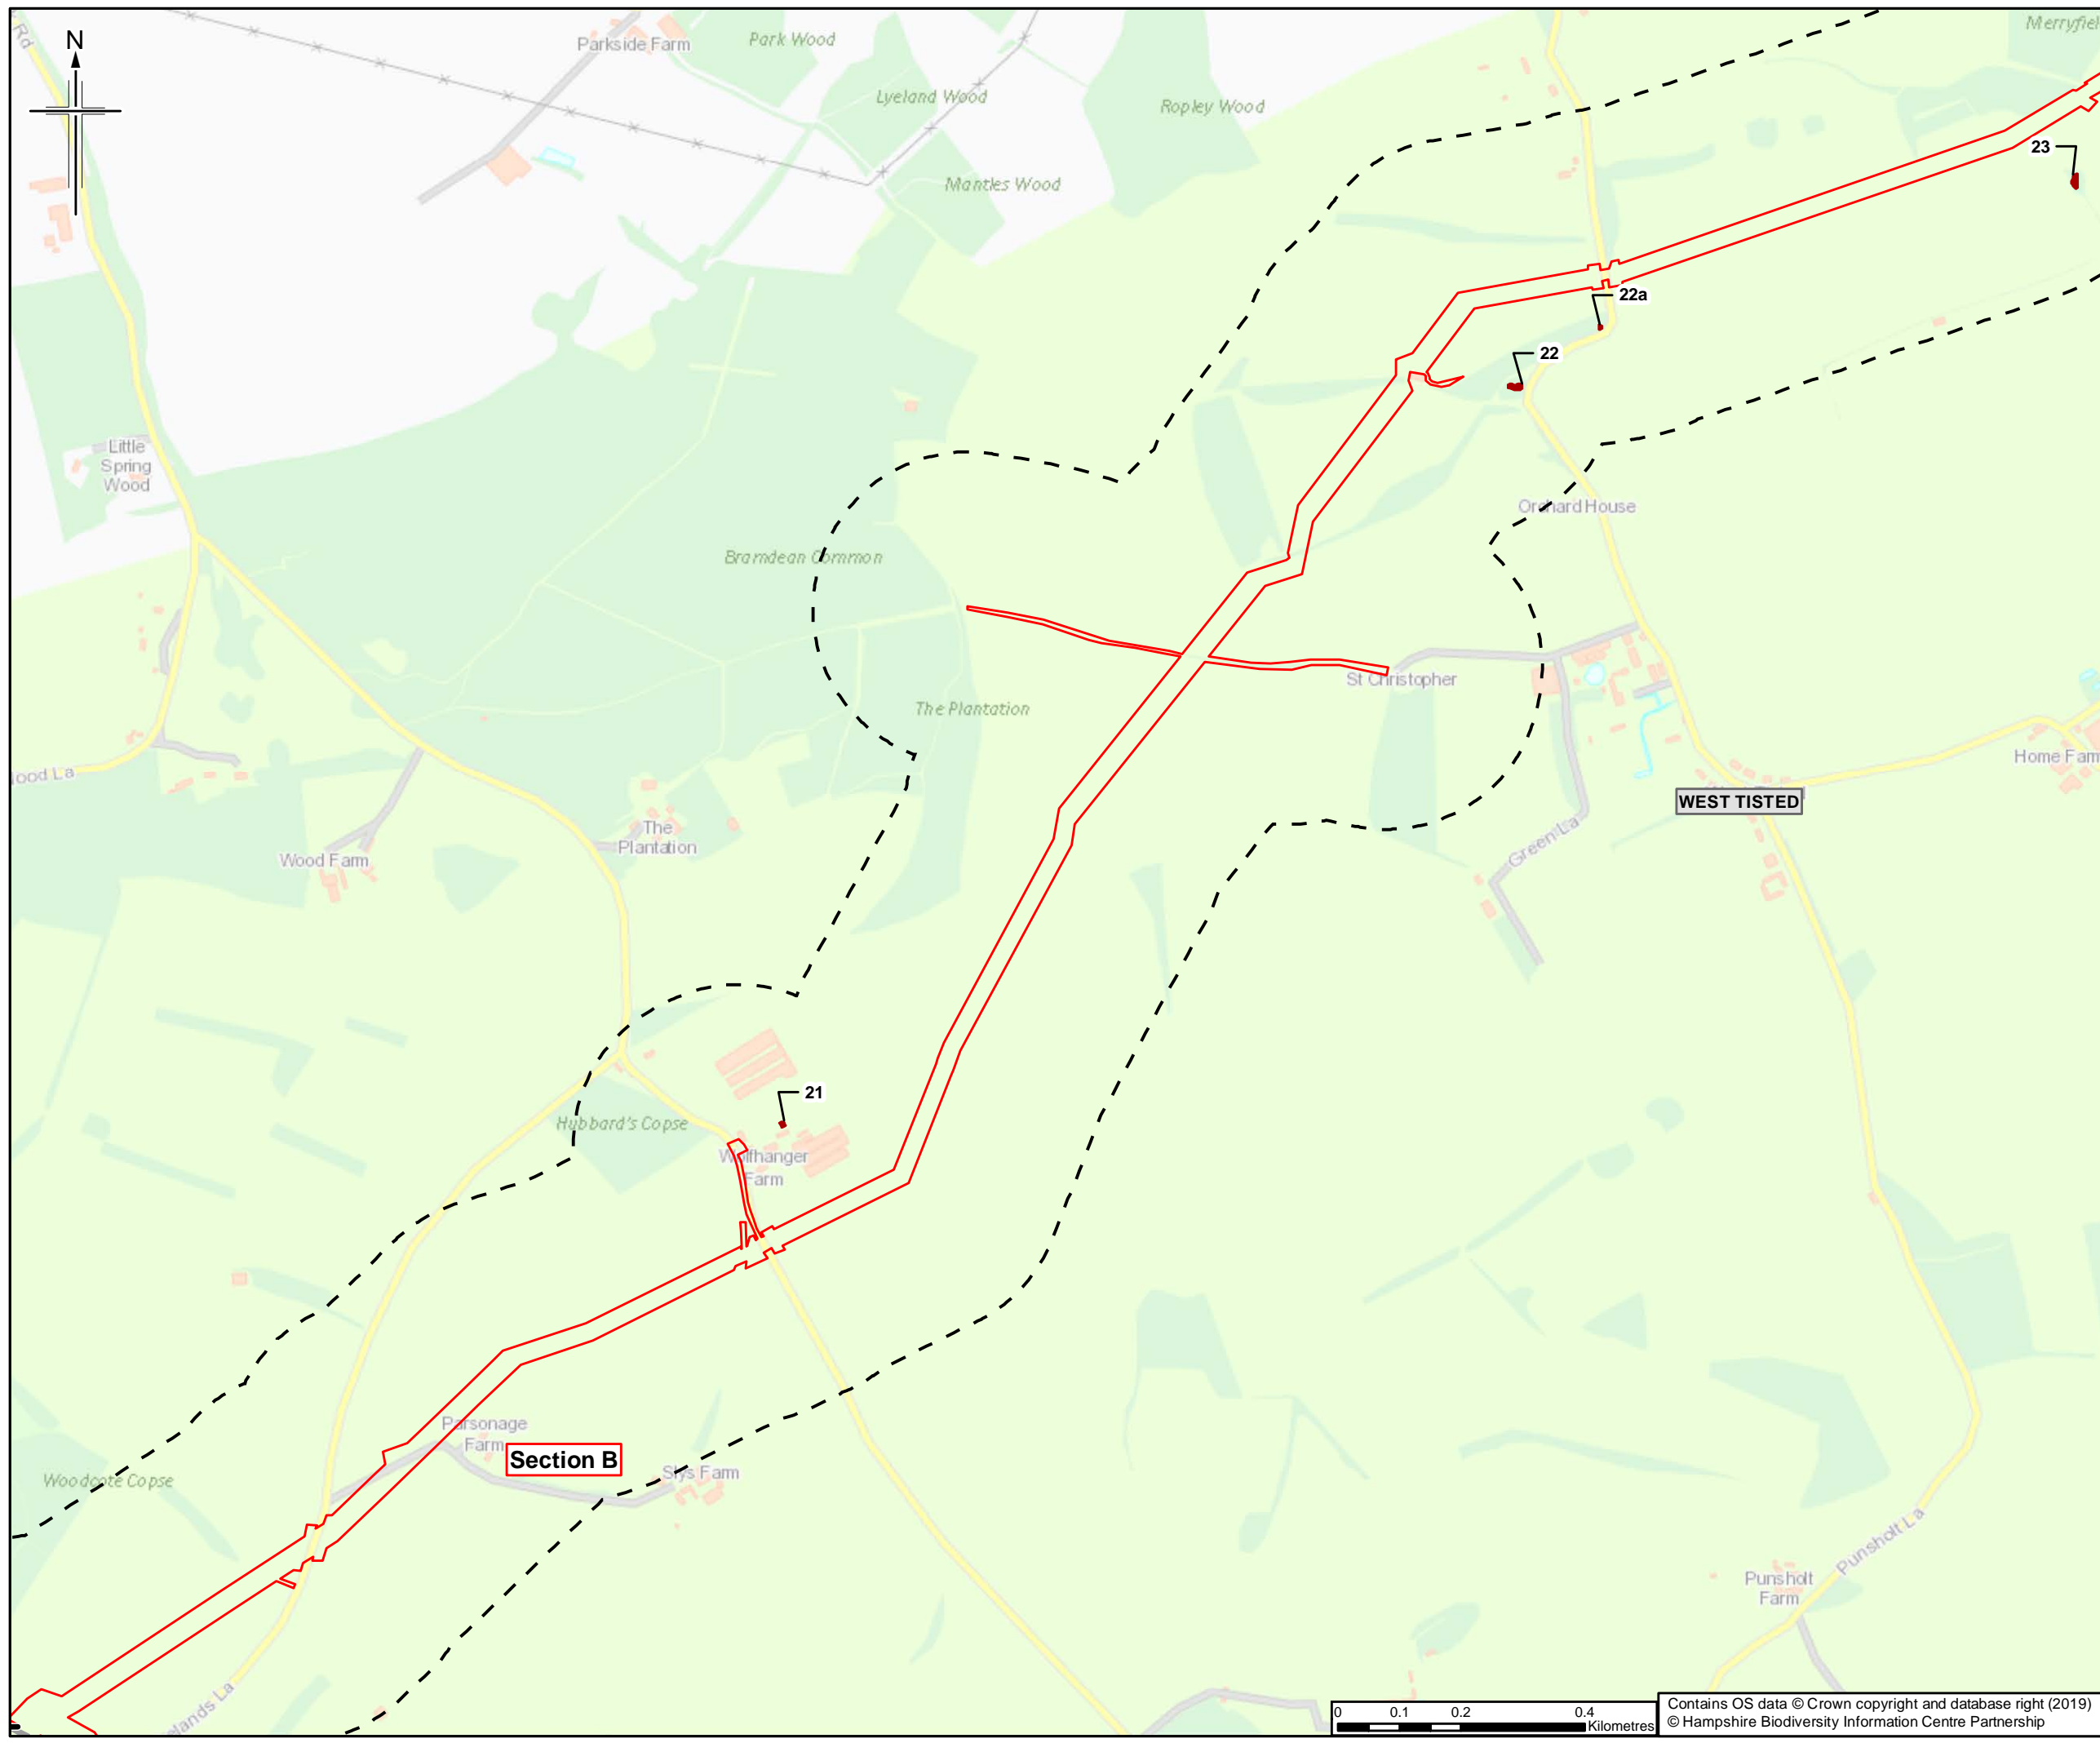 Rd
N
Parkside Farm
Park Wood
Lyeland Wood
Ropley Wood
Mantles Wood
23
22a
22
Little
Spring
Wood
Orchard House
Bramdean Common
St Christopher
The Plantation
Home Farm
ood La
WEST TISTED
The
Plantation
Wood Farm
Green La
21
Hubbard's Copse
Wolfhanger
Farm
Parsonage
Farm
Section B
Slys Farm
Woodcote Copse
Punsholt La
Punsholt
Farm
elands La
0 0.1 0.2 0.4
Kilometres
Contains OS data © Crown copyright and database right (2019)
© Hampshire Biodiversity Information Centre Partnership